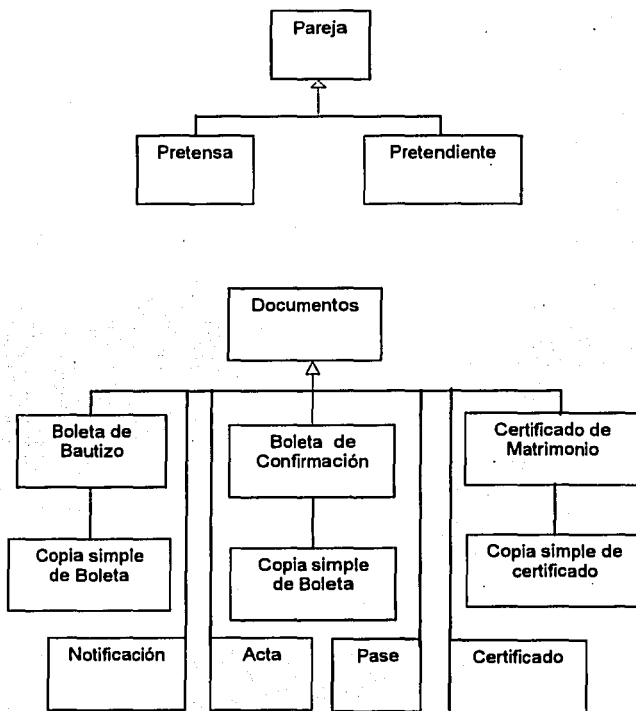 Pareja
Pretensa
Pretendiente
Documentos
Boleta de
Bautizo
Boleta de
Confirmación
Certificado de
Matrimonio
Copia simple
de Boleta
Copia simple
de Boleta
Copia simple de
certificado
Notificación
Acta
Pase
Certificado